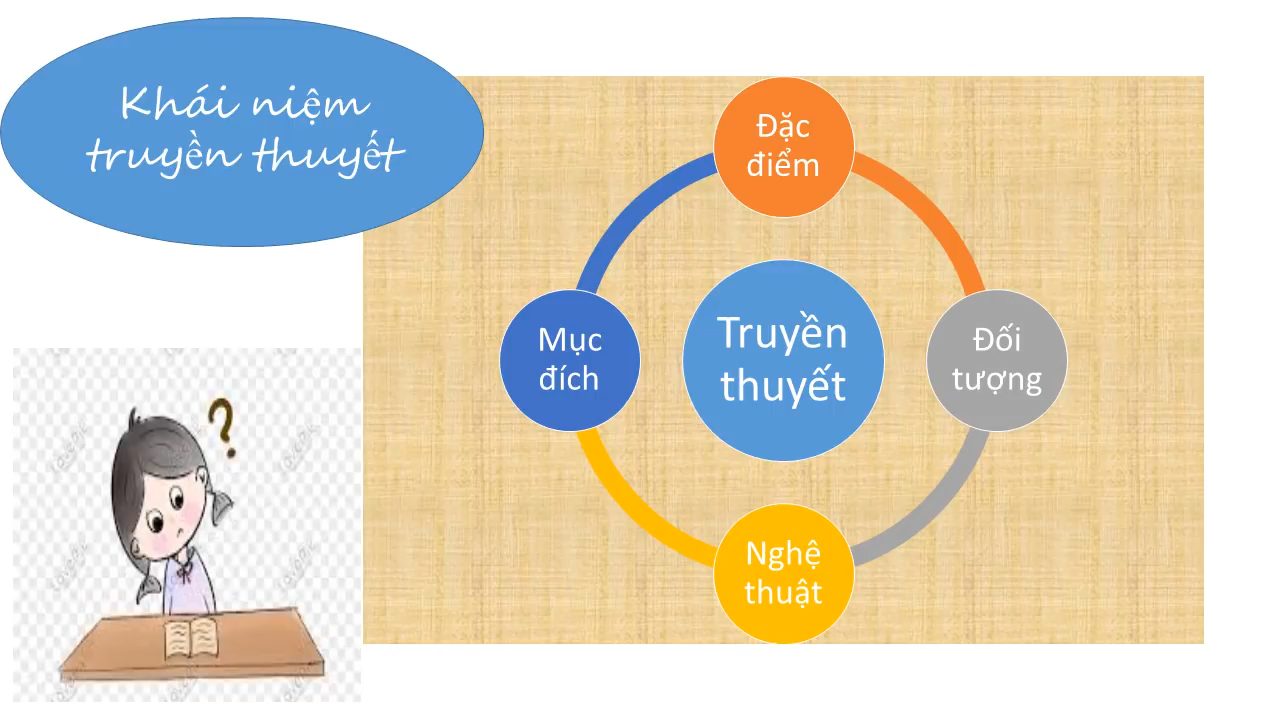 Khái niệm
truyền thuyết
Đặc
điểm
Truyền
thuyết
Mục
đích
Đối
tượng
Nghệ
thuật